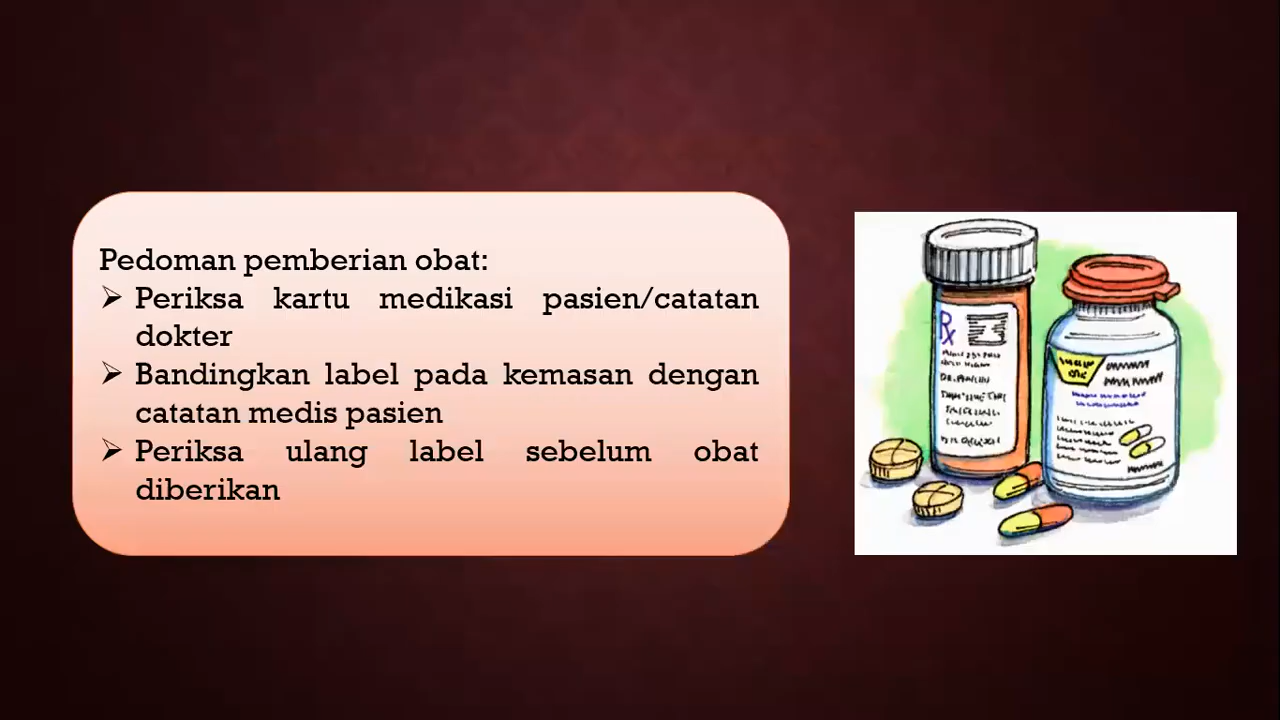 Pedoman pemberian obat:
➢ Periksa kartu medikasi pasien/catatan
dokter
➢ Bandingkan label pada kemasan dengan
catatan medis pasien
➢ Periksa ulang label sebelum obat
diberikan
Rx